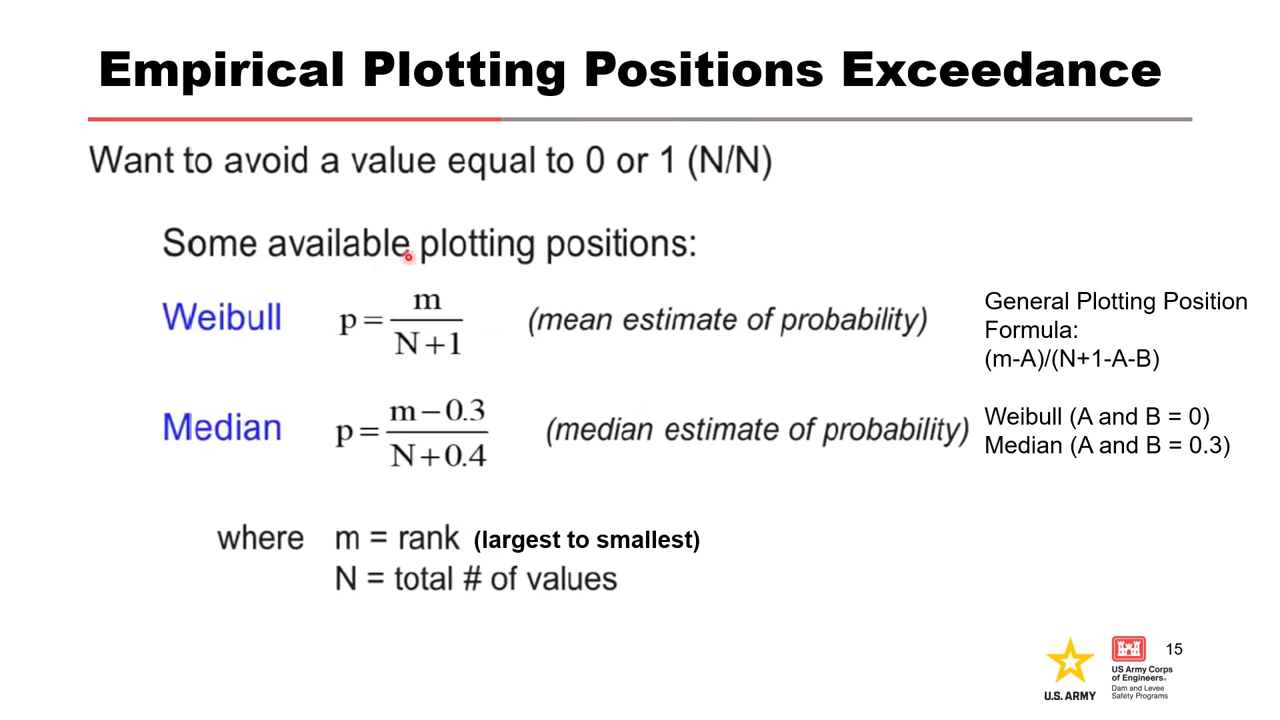 Empirical Plotting Positions Exceedance
Want to avoid a value equal to 0 or 1 (N/N)
Some available plotting positions:
Weibull p = m / N+1 (mean estimate of probability)
Median p = m−0.3 / N+0.4 (median estimate of probability)
General Plotting Position
Formula:
(m-A)/(N+1-A-B)
Weibull (A and B = 0)
Median (A and B = 0.3)
where m = rank (largest to smallest)
N = total # of values
U.S. ARMY
US Army Corps
of Engineers®
Dam and Levee
Safety Programs
15